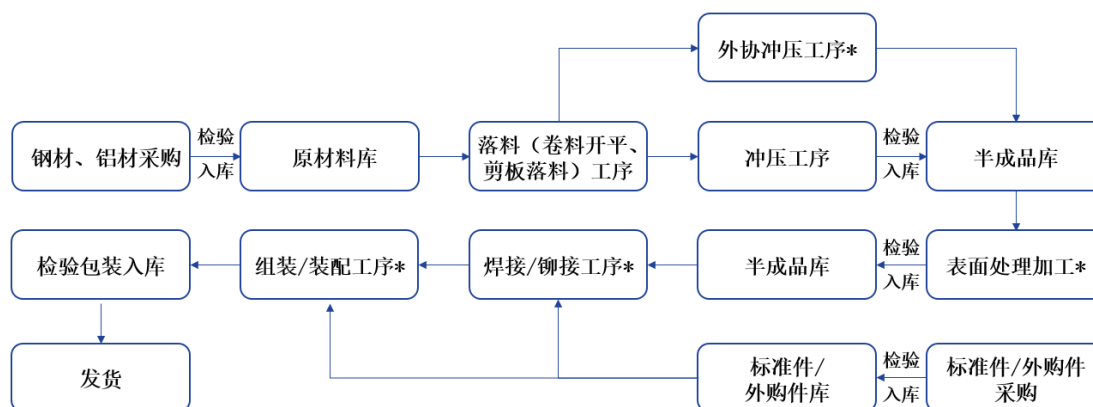 外协冲压工序*
钢材、铝材采购
检验
入库
原材料库
落料（卷料开平、
剪板落料）工序
冲压工序
检验
入库
半成品库
检验包装入库
组装/装配工序*
焊接/铆接工序*
半成品库
检验
入库
表面处理加工*
发货
标准件/
外购件库
检验
入库
标准件/外购件
采购